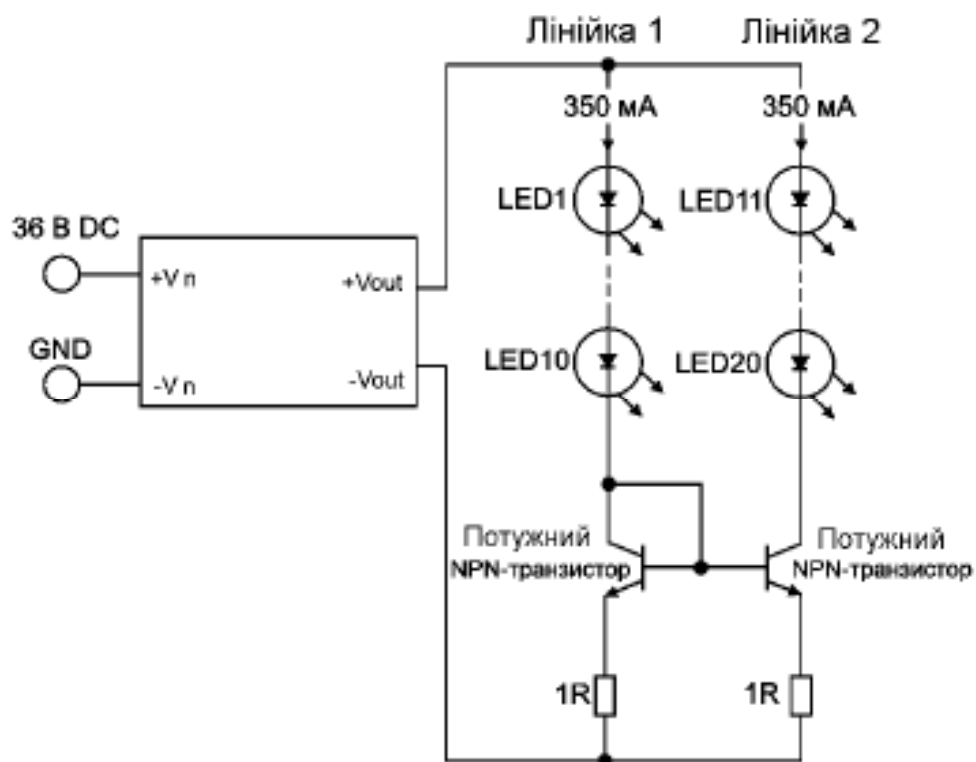 Лінійка 1
Лінійка 2
350 мА
350 мА
LED1
LED11
36 В DC
+V n
+Vout
GND
-V n
-Vout
LED10
LED20
Потужний
NPN-транзистор
Потужний
NPN-транзистор
1R
1R